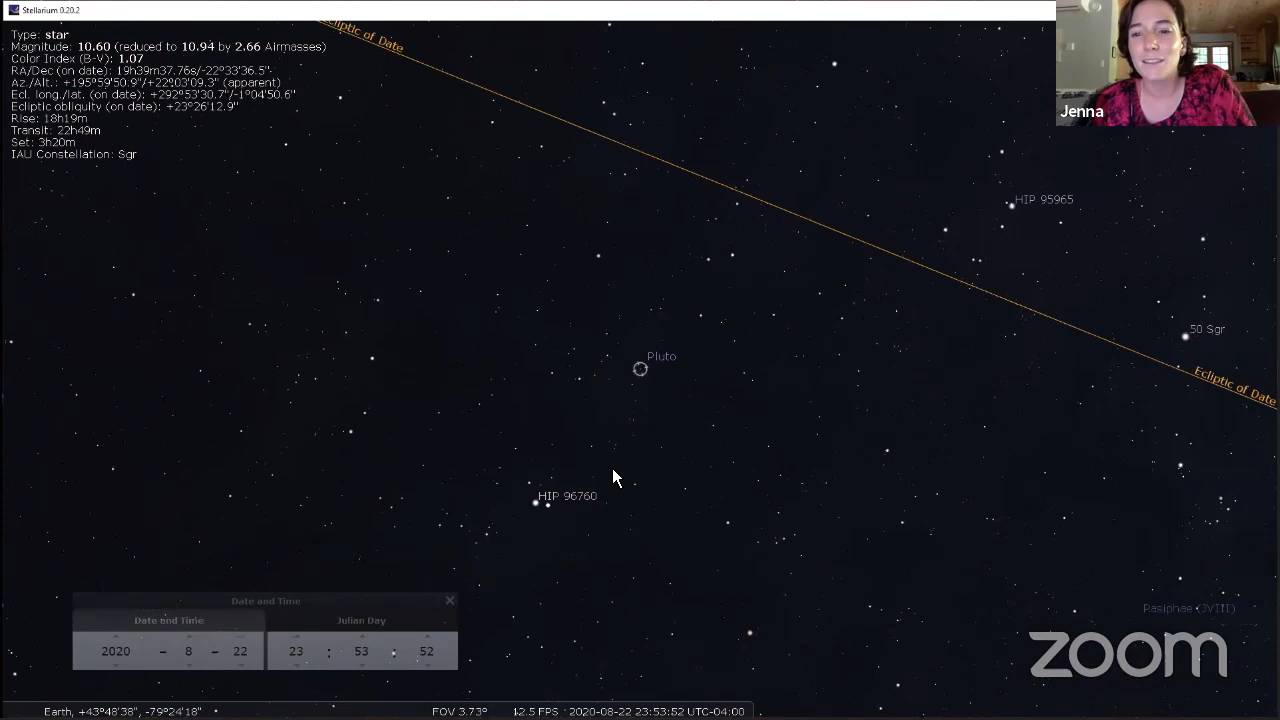 Stellarium 0.20.2
Type: star
Magnitude: 10.60 (reduced to 10.94 by 2.66 Airmasses)
Color Index (B-V): 1.07
RA/Dec (on date): 19h39m37.76s/-22°33'36.5"
Az./Alt.: +195°59'50.9"/+22°03'09.3" (apparent)
Ecl. long./lat. (on date): +292°53'30.7"/-1°04'50.6"
Ecliptic obliquity (on date): +23°26'12.9"
Rise: 18h19m
Transit: 22h49m
Set: 3h20m
IAU Constellation: Sgr
Ecliptic of Date
Jenna
HIP 95965
50 Sgr
Pluto
Ecliptic of Date
HIP 96760
Date and Time
Date and Time Julian Day
2020 - 8 - 22 23 : 53 : 52
Pasiphae (JVIII)
zoom
Earth, +43°48'38", -79°24'18" FOV 3.73° 12.5 FPS 2020-08-22 23:53:52 UTC-04:00